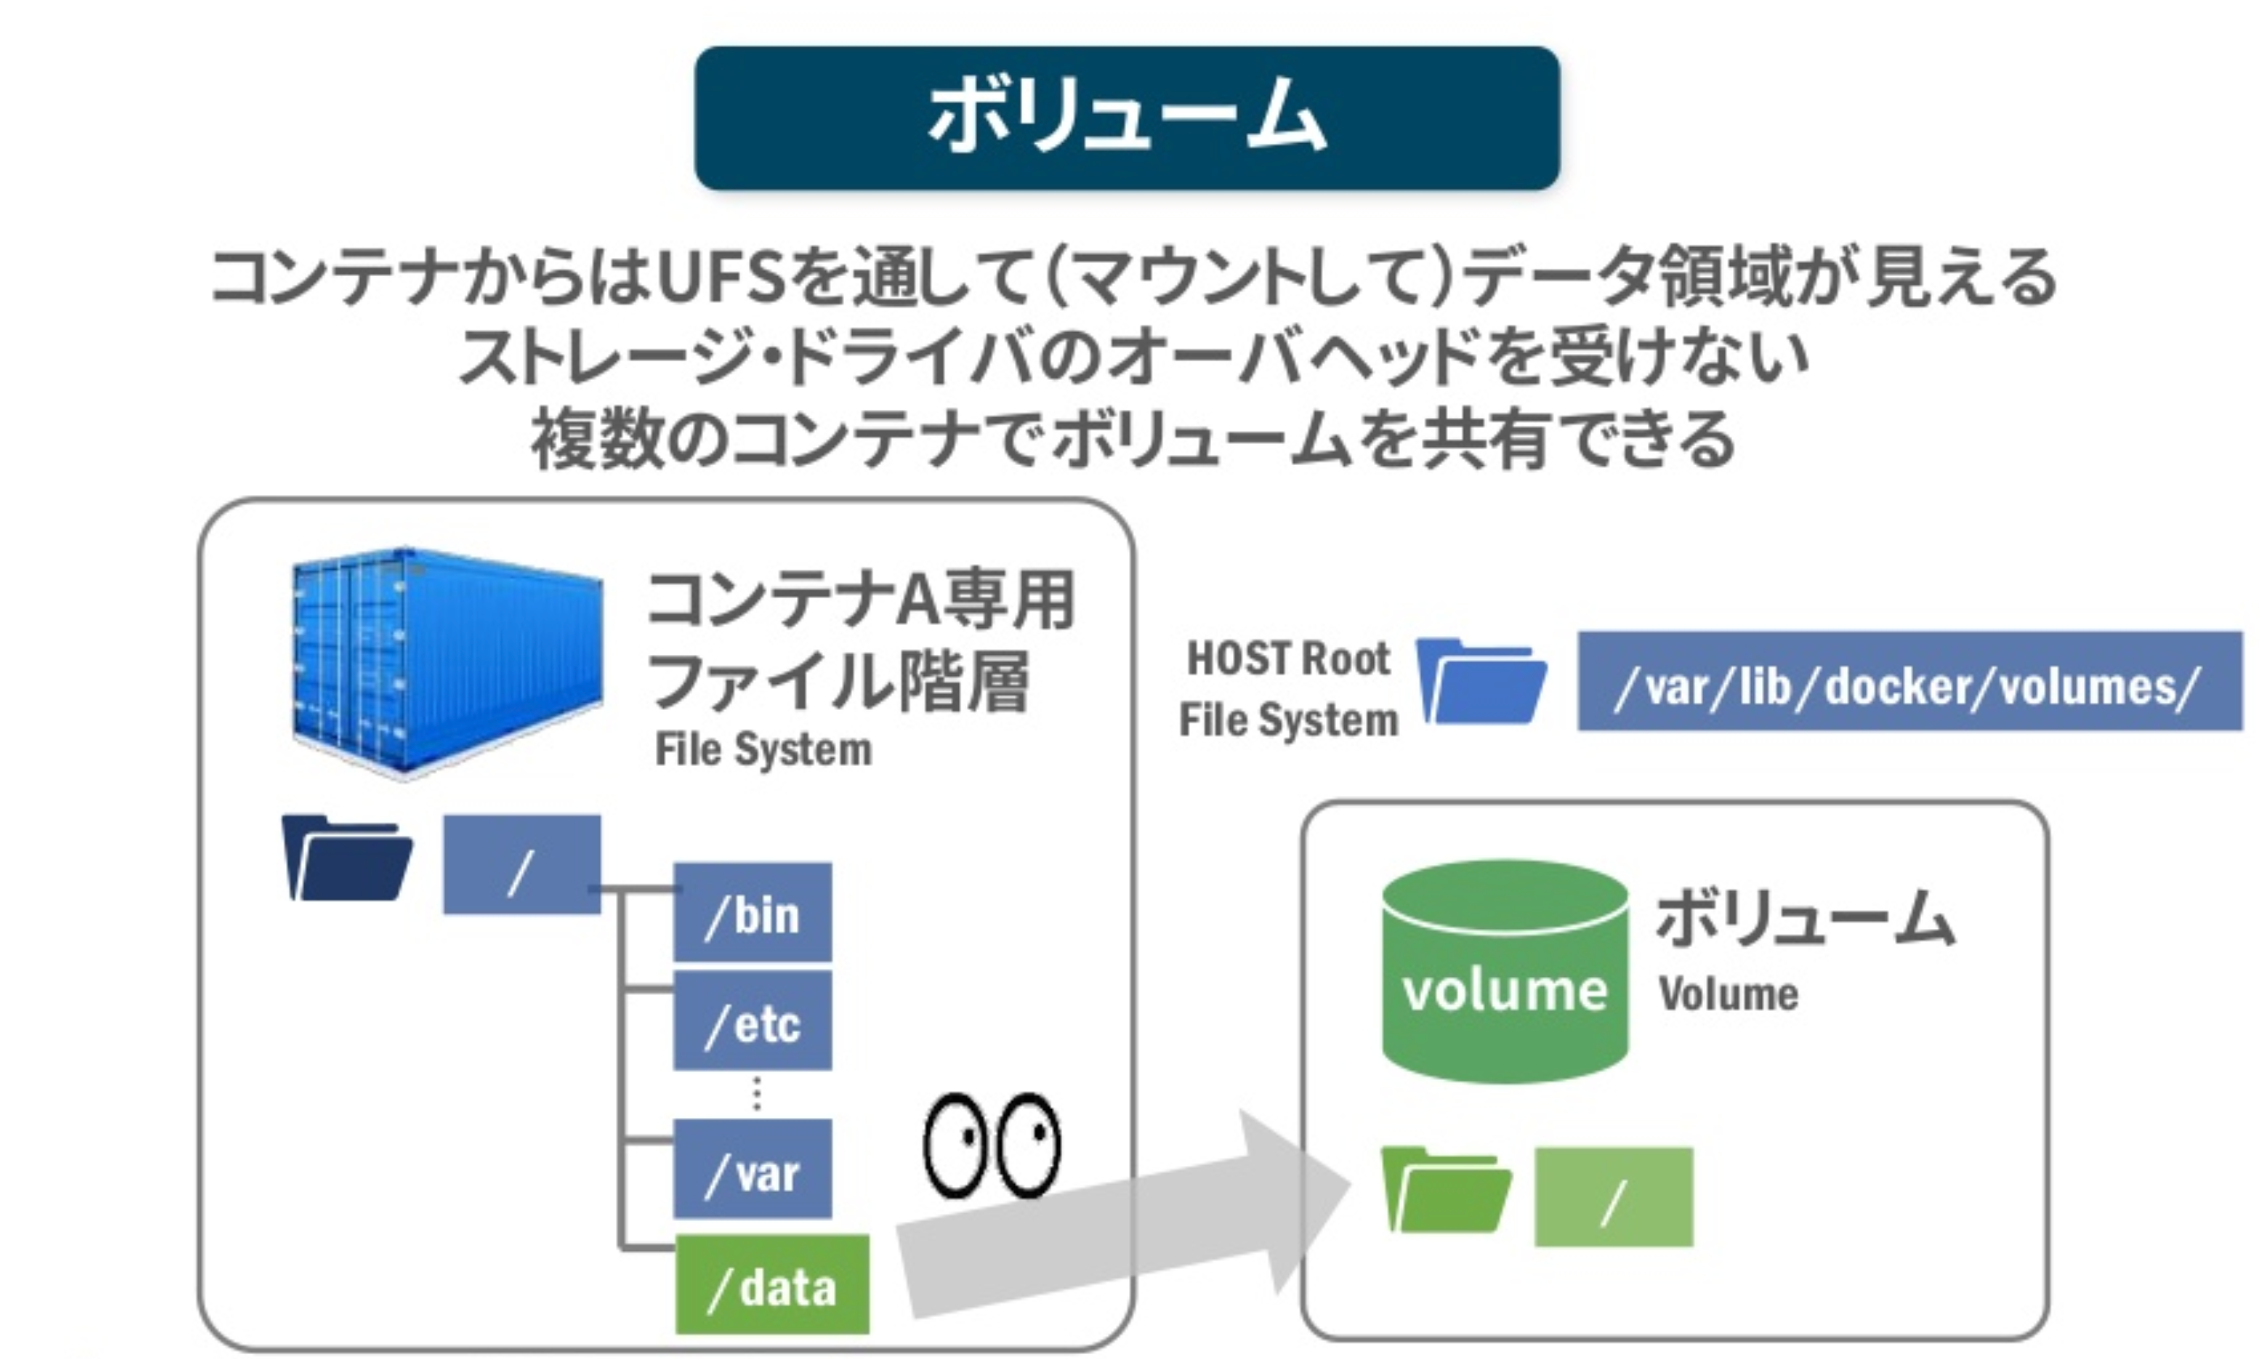 ボリューム
コンテナからはUFSを通して(マウントして)データ領域が見える
ストレージ・ドライバのオーバヘッドを受けない
複数のコンテナでボリュームを共有できる
コンテナA専用
ファイル階層
File System
/
/bin
/etc
/var
/data
HOST Root
File System
/var/lib/docker/volumes/
volume
ボリューム
Volume
/